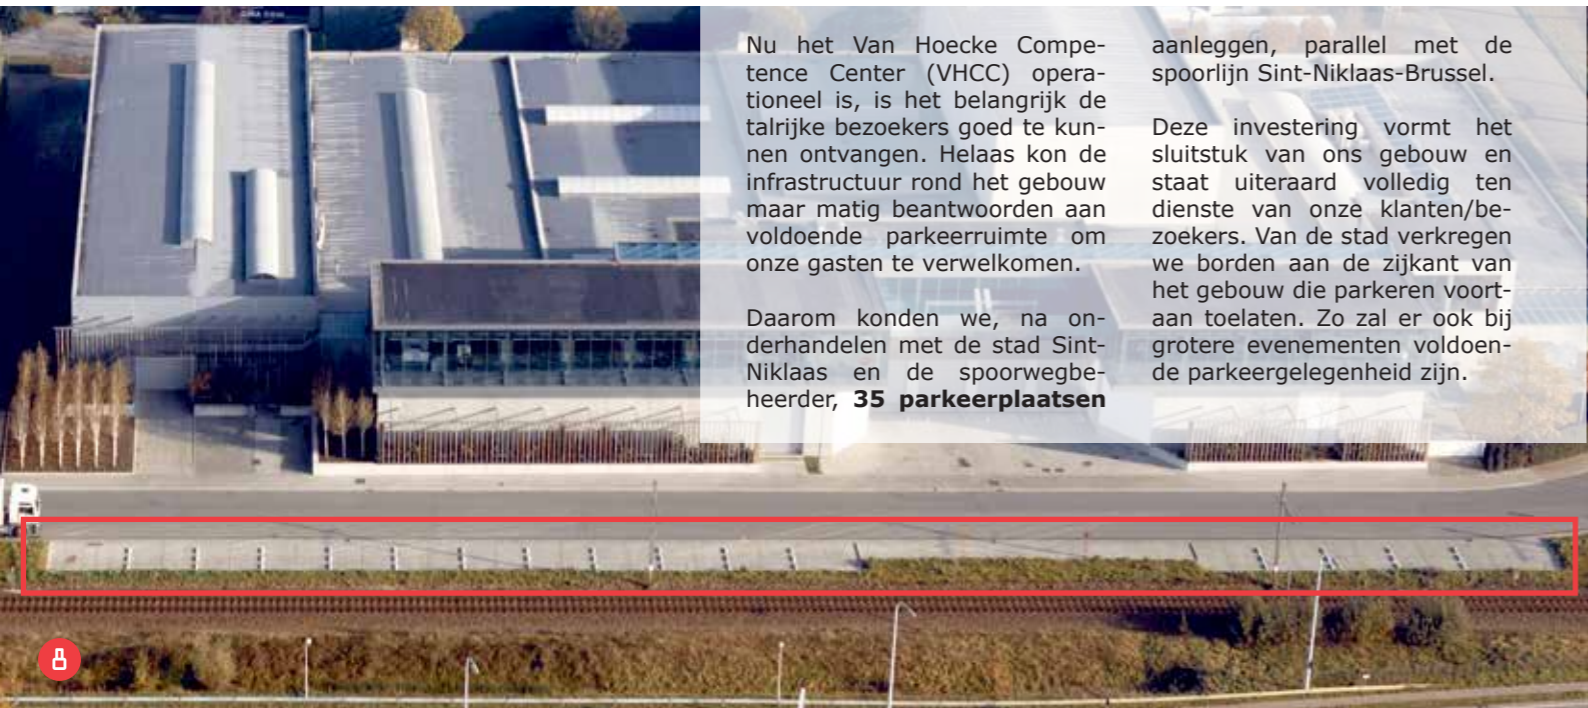 Nu het Van Hoecke Compe-
tence Center (VHCC) opera-
tioneel is, is het belangrijk de
talrijke bezoekers goed te kun-
nen ontvangen. Helaas kon de
infrastructuur rond het gebouw
maar matig beantwoorden aan
voldoende parkeerruimte om
onze gasten te verwelkomen.
Daarom konden we, na on-
derhandelen met de stad Sint-
Niklaas en de spoorwegbe-
heerder, 35 parkeerplaatsen
aanleggen, parallel met de
spoorlijn Sint-Niklaas-Brussel.
Deze investering vormt het
sluitstuk van ons gebouw en
staat uiteraard volledig ten
dienste van onze klanten/be-
zoekers. Van de stad verkregen
we borden aan de zijkant van
het gebouw die parkeren voort-
aan toelaten. Zo zal er ook bij
grotere evenementen voldoen-
de parkeergelegenheid zijn.
8